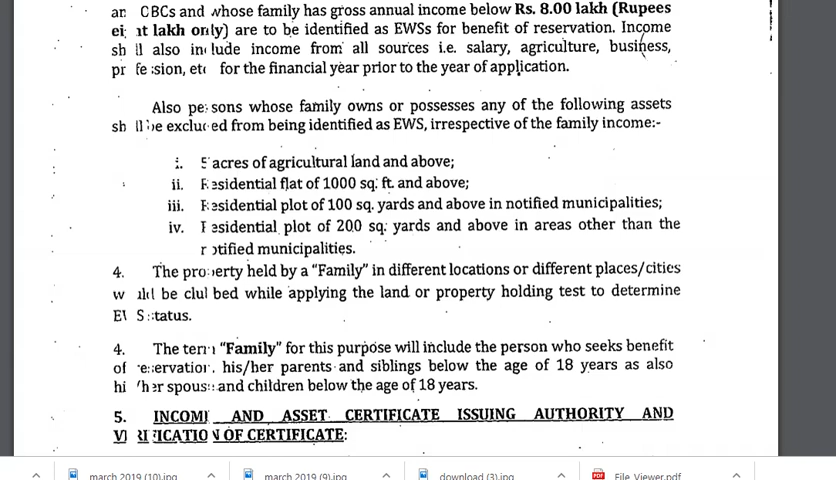 CBCs and whose family has gross annual income below Rs. 8.00 lakh (Rupees
lakh only) are to be identified as EWSs for benefit of reservation. Income
also include income from all sources i.e. salary, agriculture, business,
for the financial year prior to the year of application.
Also persons whose family owns or possesses any of the following assets
be excluded from being identified as EWS, irrespective of the family income:-
i. 5 acres of agricultural land and above;
ii. Residential flat of 1000 sq. ft. and above;
iii. Residential plot of 100 sq. yards and above in notified municipalities;
iv. Residential plot of 200 sq. yards and above in areas other than the
notified municipalities.
4. The property held by a "Family" in different locations or different places/cities
be clubbed while applying the land or property holding test to determine
EWS status.
4. The term "Family" for this purpose will include the person who seeks benefit
of reservation, his/her parents and siblings below the age of 18 years as also
his/her spouse and children below the age of 18 years.
5. INCOME AND ASSET CERTIFICATE ISSUING AUTHORITY AND
VERIFICATION OF CERTIFICATE:
march 2019 (10).jpg march 2019 (9).jpg download (3).jpg PDF File Viewer.pdf